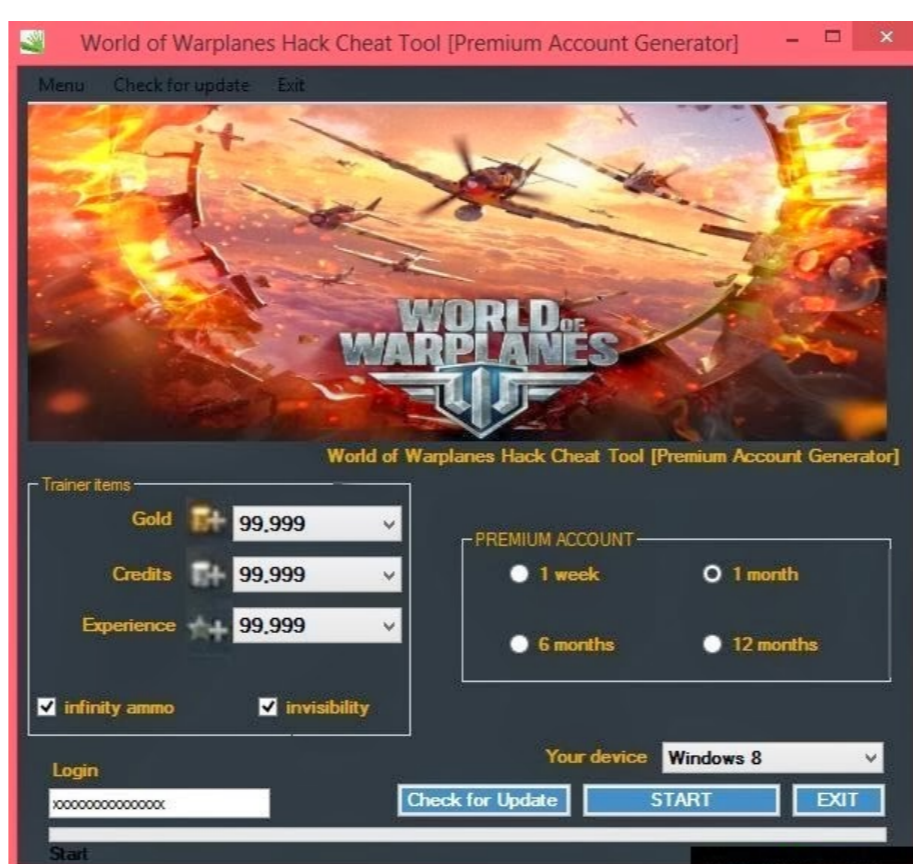 World of Warplanes Hack Cheat Tool [Premium Account Generator]
Menu Check for update Exit
WORLD OF
WARPLANES
World of Warplanes Hack Cheat Tool [Premium Account Generator]
Trainer items
Gold 99.999
Credits 99.999
Experience 99.999
infinity ammo invisibility
PREMIUM ACCOUNT
1 week 1 month
6 months 12 months
Your device Windows 8
Login
xxxxxxxxxxxxxxx
Check for Update START EXIT
Start